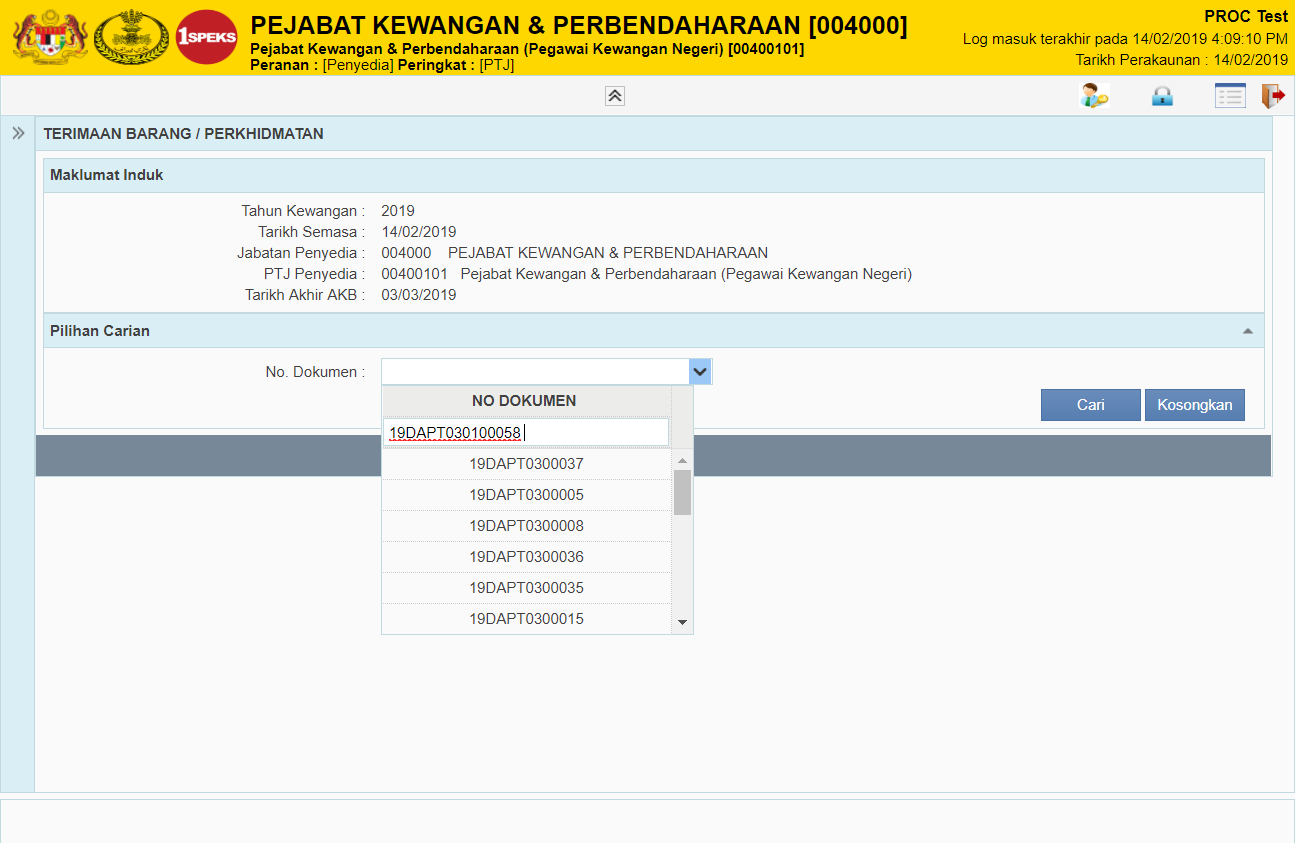 1SPEKS
PEJABAT KEWANGAN & PERBENDAHARAAN [004000]
Pejabat Kewangan & Perbendaharaan (Pegawai Kewangan Negeri) [00400101]
Peranan : [Penyedia] Peringkat : [PTJ]
PROC Test
Log masuk terakhir pada 14/02/2019 4:09:10 PM
Tarikh Perakaunan : 14/02/2019
TERIMAAN BARANG / PERKHIDMATAN
Maklumat Induk
Tahun Kewangan : 2019
Tarikh Semasa : 14/02/2019
Jabatan Penyedia : 004000 PEJABAT KEWANGAN & PERBENDAHARAAN
PTJ Penyedia : 00400101 Pejabat Kewangan & Perbendaharaan (Pegawai Kewangan Negeri)
Tarikh Akhir AKB : 03/03/2019
Pilihan Carian
No. Dokumen :
NO DOKUMEN
Cari Kosongkan
19DAPT030100058
19DAPT0300037
19DAPT0300005
19DAPT0300008
19DAPT0300036
19DAPT0300035
19DAPT0300015